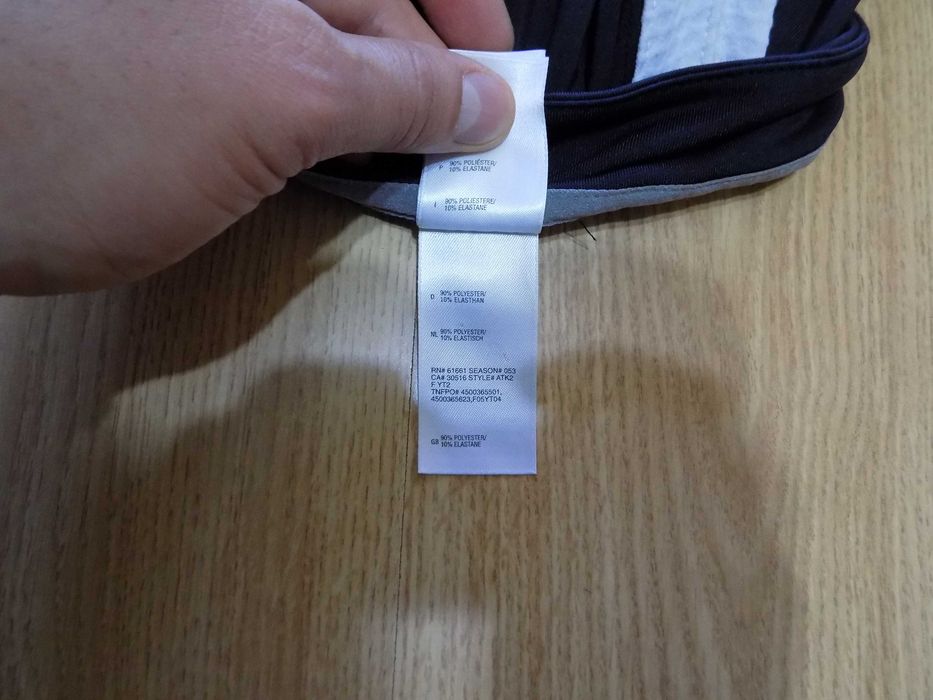 P 90% POLIÉSTER/
10% ELASTANE
I 90% POLIESTERE/
10% ELASTANE
D 90% POLYESTER/
10% ELASTHAN
NL 90% POLYESTER/
10% ELASTISCH
RN# 61661 SEASON# 053
CA# 30516 STYLE# ATK2
F YT2
TNFPO# 4500365501,
4500365623,F05YT04
GB 90% POLYESTER/
10% ELASTANE